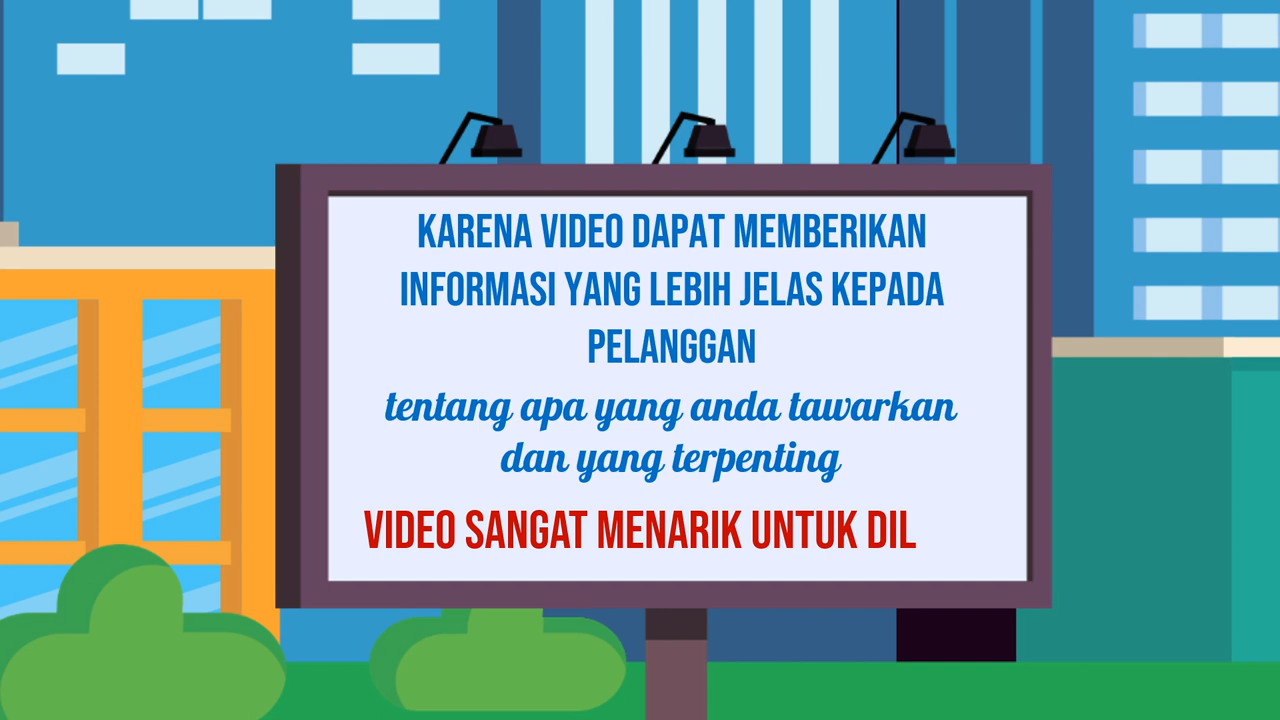 KARENA VIDEO DAPAT MEMBERIKAN
INFORMASI YANG LEBIH JELAS KEPADA
PELANGGAN
tentang apa yang anda tawarkan
dan yang terpenting
VIDEO SANGAT MENARIK UNTUK DIL